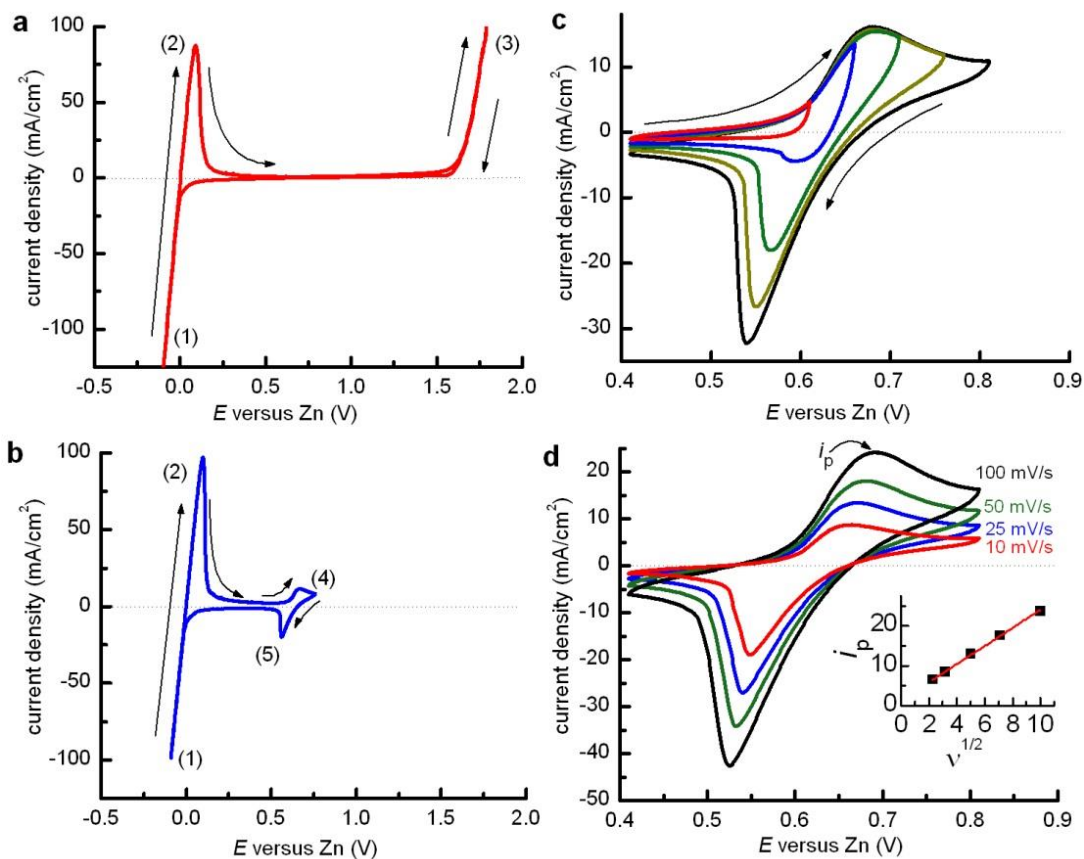 a
100
50
0
-50
-100
current density (mA/cm²)
(2)
(3)
(1)
-0.5 0.0 0.5 1.0 1.5 2.0
E versus Zn (V)
c
10
0
-10
-20
-30
current density (mA/cm²)
0.4 0.5 0.6 0.7 0.8 0.9
E versus Zn (V)
b
100
50
0
-50
-100
current density (mA/cm²)
(2)
(4)
(5)
(1)
-0.5 0.0 0.5 1.0 1.5 2.0
E versus Zn (V)
d
20
10
0
-10
-20
-30
-40
-50
current density (mA/cm²)
iₚ
100 mV/s
50 mV/s
25 mV/s
10 mV/s
iₚ
20
10
0
0 2 4 6 8 10
ν^1/2
0.4 0.5 0.6 0.7 0.8 0.9
E versus Zn (V)